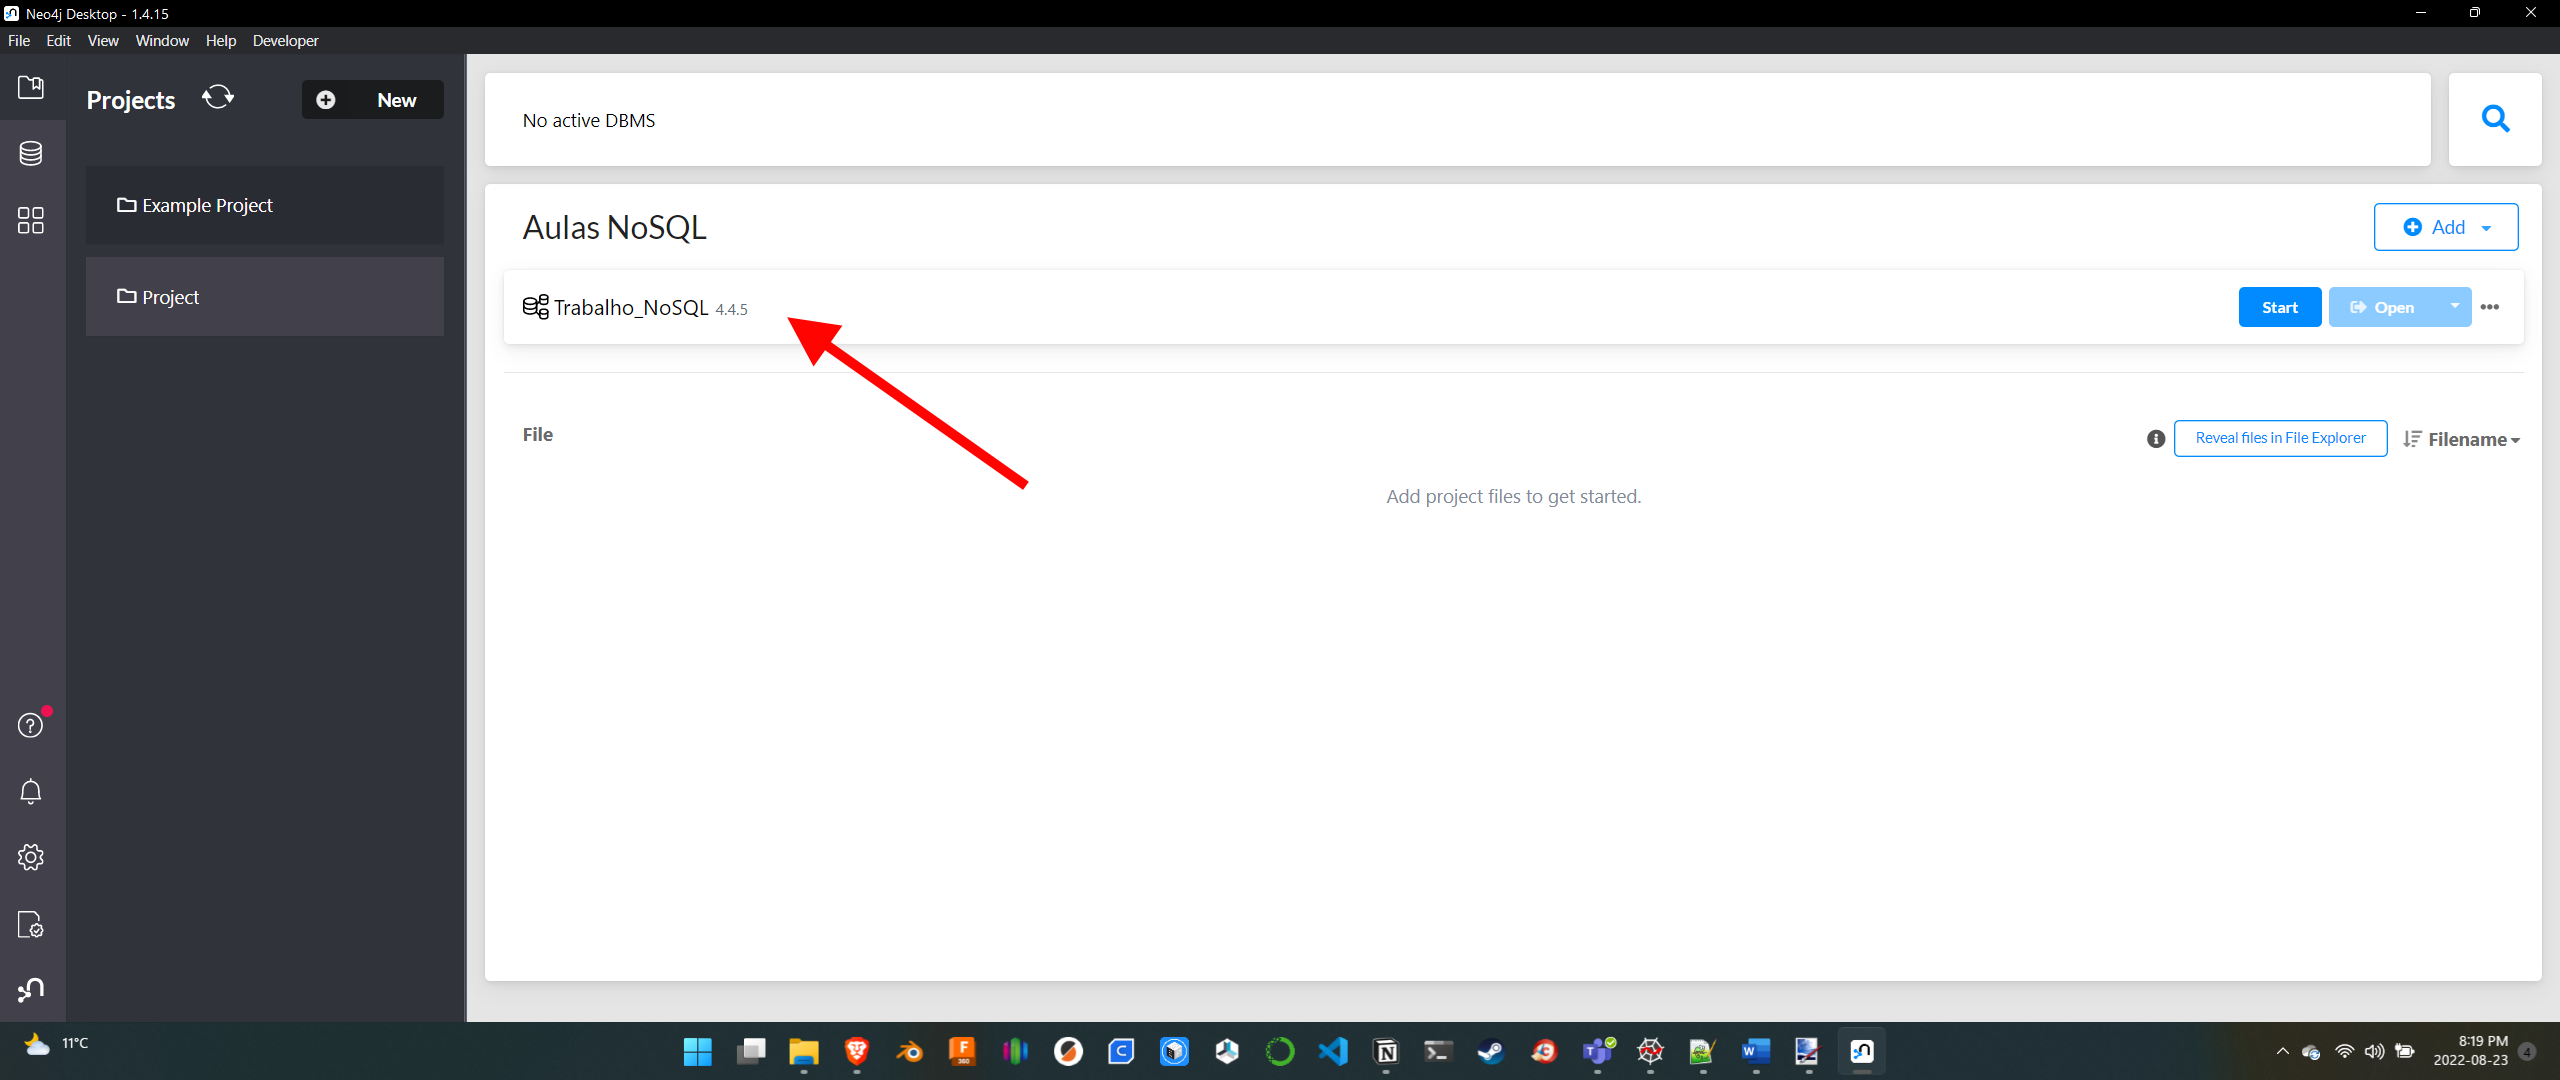 Neo4j Desktop - 1.4.15
File Edit View Window Help Developer
Projects
New
Example Project
Project
No active DBMS
Aulas NoSQL
Add
Trabalho_NoSQL 4.4.5
Start
Open
File
Reveal files in File Explorer
Filename
Add project files to get started.
11°C
8:19 PM
2022-08-23
4